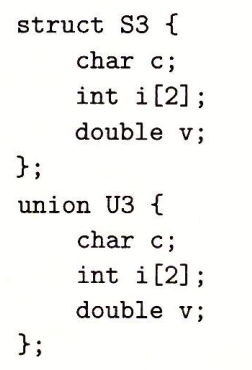 struct S3 {
    char c;
    int i[2];
    double v;
};
union U3 {
    char c;
    int i[2];
    double v;
};